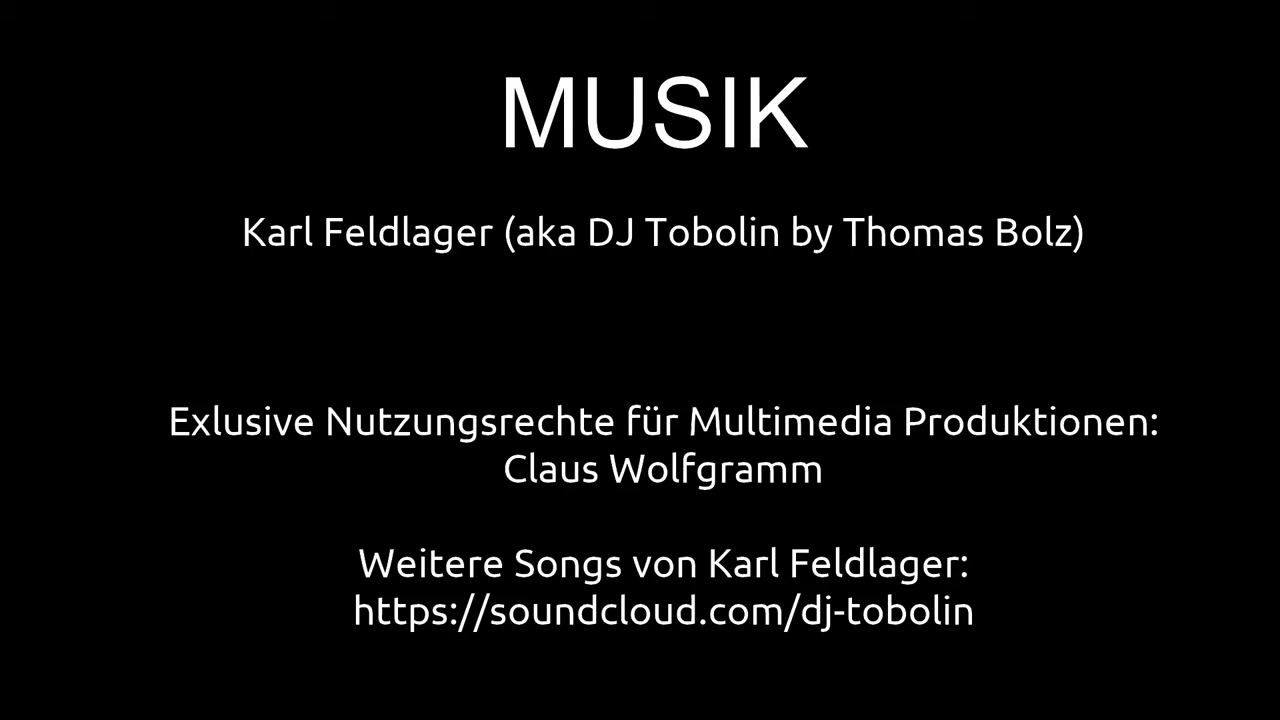 MUSIK
Karl Feldlager (aka DJ Tobolin by Thomas Bolz)
Exlusive Nutzungsrechte für Multimedia Produktionen:
Claus Wolfgramm
Weitere Songs von Karl Feldlager:
https://soundcloud.com/dj-tobolin